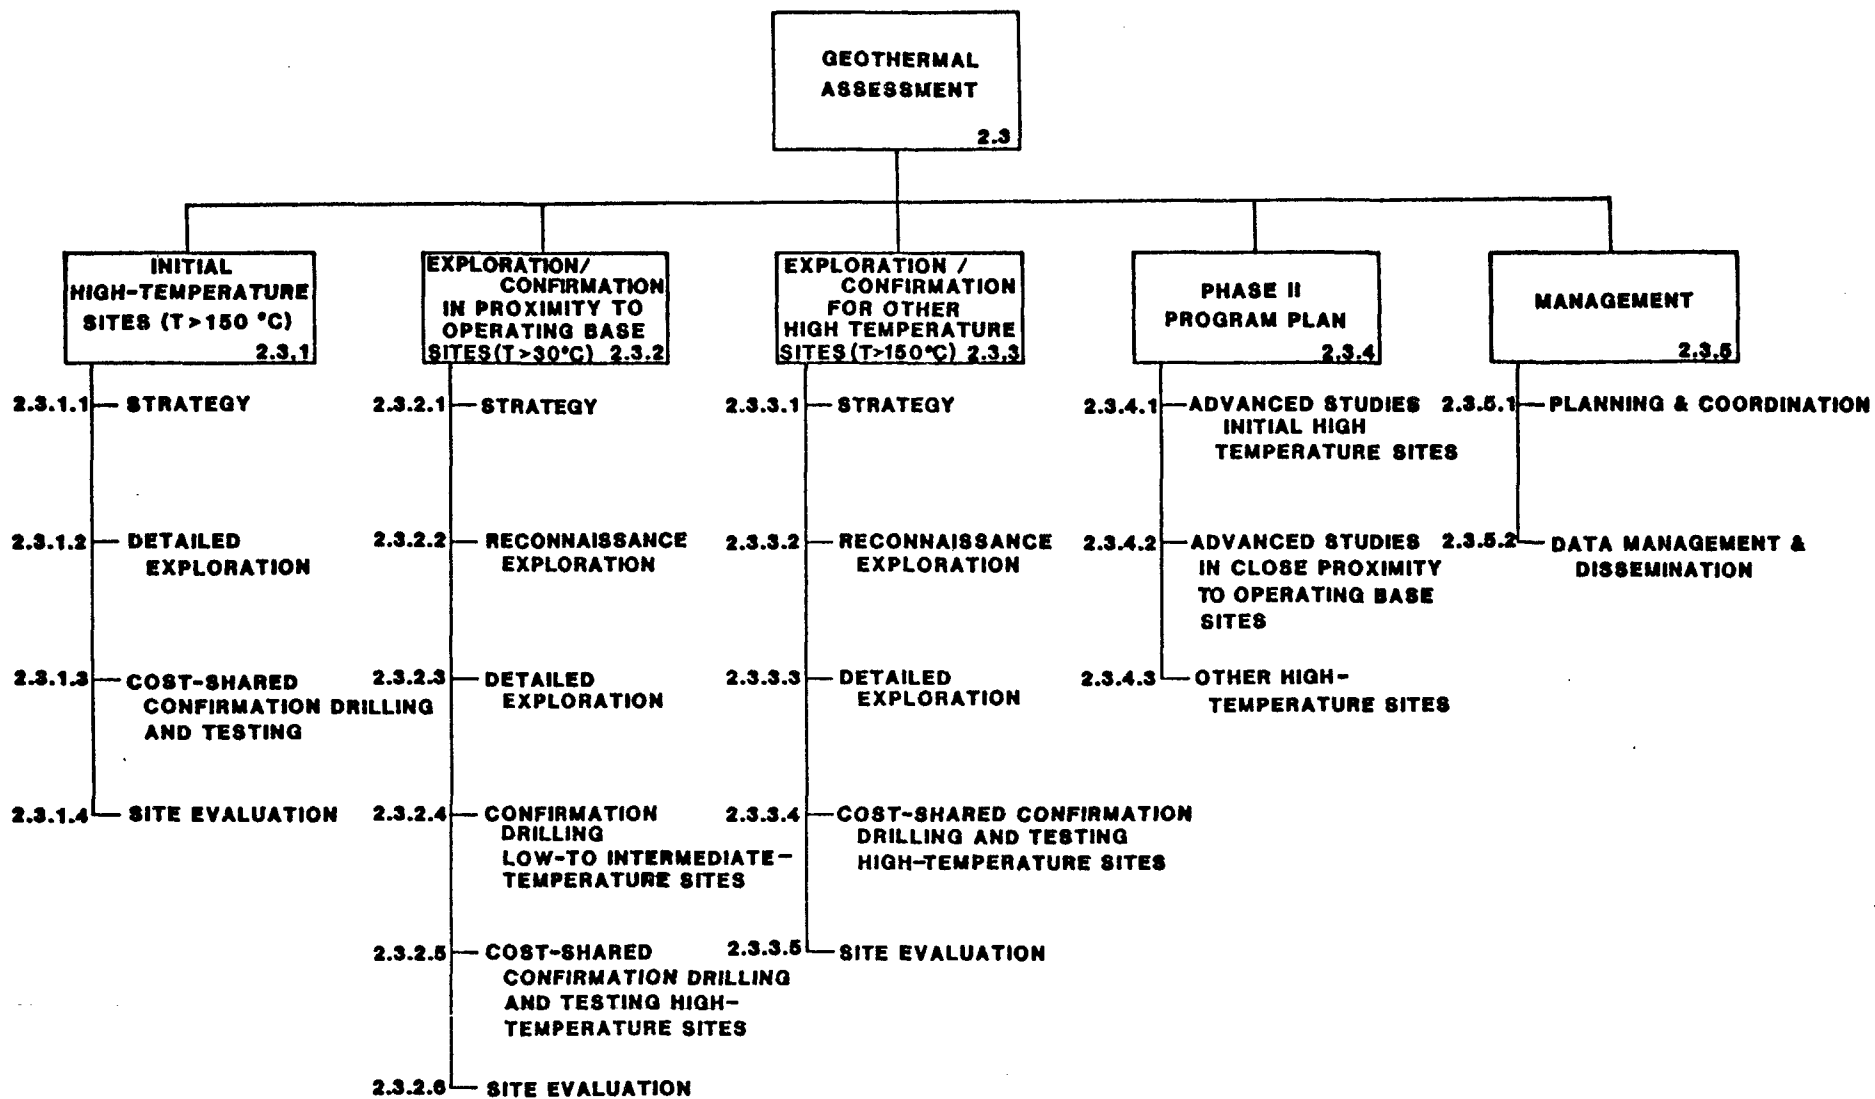 GEOTHERMAL
ASSESSMENT
2.3
INITIAL
HIGH-TEMPERATURE
SITES (T>150 °C)
2.3.1
2.3.1.1 STRATEGY
2.3.1.2 DETAILED
EXPLORATION
2.3.1.3 COST-SHARED
CONFIRMATION DRILLING
AND TESTING
2.3.1.4 SITE EVALUATION
EXPLORATION/
CONFIRMATION
IN PROXIMITY TO
OPERATING BASE
SITES(T>30°C) 2.3.2
2.3.2.1 STRATEGY
2.3.2.2 RECONNAISSANCE
EXPLORATION
2.3.2.3 DETAILED
EXPLORATION
2.3.2.4 CONFIRMATION
DRILLING
LOW-TO INTERMEDIATE-
TEMPERATURE SITES
2.3.2.5 COST-SHARED
CONFIRMATION DRILLING
AND TESTING HIGH-
TEMPERATURE SITES
2.3.2.6 SITE EVALUATION
EXPLORATION /
CONFIRMATION
FOR OTHER
HIGH TEMPERATURE
SITES(T>150°C) 2.3.3
2.3.3.1 STRATEGY
2.3.3.2 RECONNAISSANCE
EXPLORATION
2.3.3.3 DETAILED
EXPLORATION
2.3.3.4 COST-SHARED CONFIRMATION
DRILLING AND TESTING
HIGH-TEMPERATURE SITES
2.3.3.5 SITE EVALUATION
PHASE II
PROGRAM PLAN
2.3.4
2.3.4.1 ADVANCED STUDIES
INITIAL HIGH
TEMPERATURE SITES
2.3.4.2 ADVANCED STUDIES
IN CLOSE PROXIMITY
TO OPERATING BASE
SITES
2.3.4.3 OTHER HIGH-
TEMPERATURE SITES
MANAGEMENT
2.3.5
2.3.5.1 PLANNING & COORDINATION
2.3.5.2 DATA MANAGEMENT &
DISSEMINATION